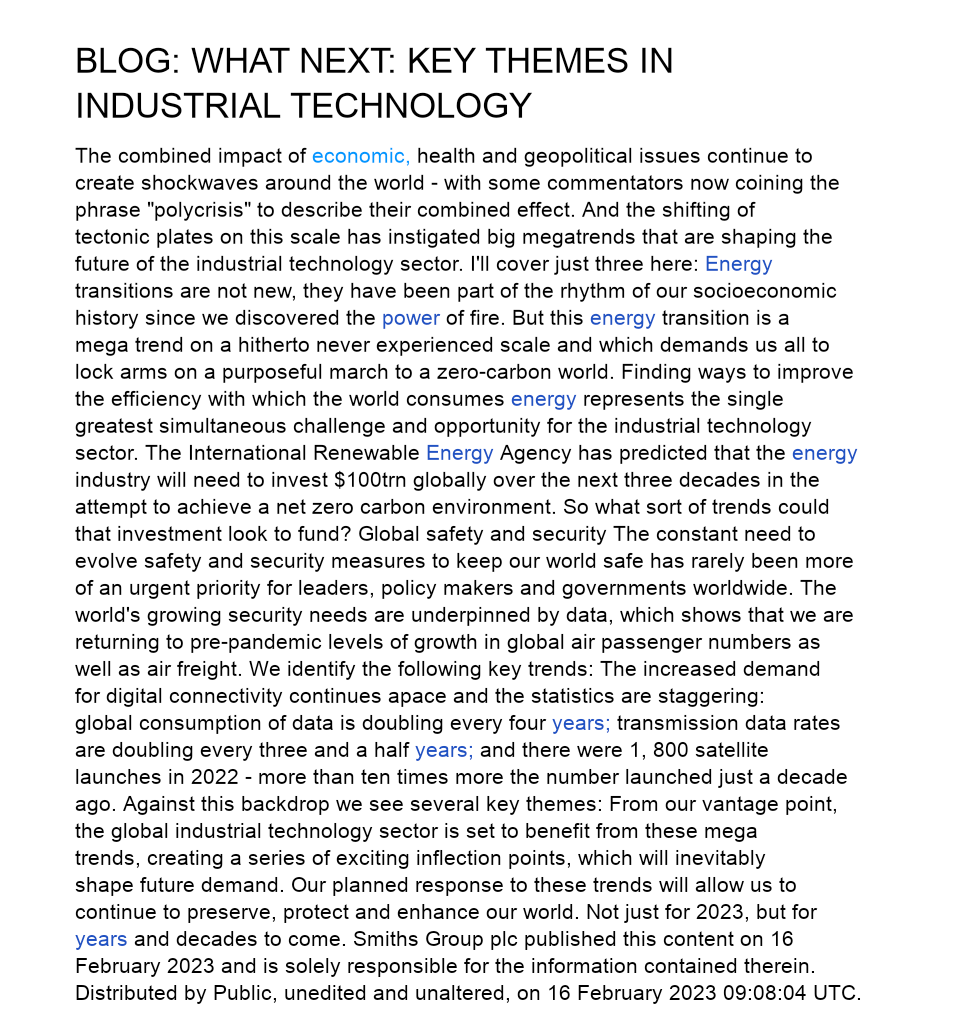 BLOG: WHAT NEXT: KEY THEMES IN
INDUSTRIAL TECHNOLOGY
The combined impact of economic, health and geopolitical issues continue to
create shockwaves around the world - with some commentators now coining the
phrase "polycrisis" to describe their combined effect. And the shifting of
tectonic plates on this scale has instigated big megatrends that are shaping the
future of the industrial technology sector. I'll cover just three here: Energy
transitions are not new, they have been part of the rhythm of our socioeconomic
history since we discovered the power of fire. But this energy transition is a
mega trend on a hitherto never experienced scale and which demands us all to
lock arms on a purposeful march to a zero-carbon world. Finding ways to improve
the efficiency with which the world consumes energy represents the single
greatest simultaneous challenge and opportunity for the industrial technology
sector. The International Renewable Energy Agency has predicted that the energy
industry will need to invest $100trn globally over the next three decades in the
attempt to achieve a net zero carbon environment. So what sort of trends could
that investment look to fund? Global safety and security The constant need to
evolve safety and security measures to keep our world safe has rarely been more
of an urgent priority for leaders, policy makers and governments worldwide. The
world's growing security needs are underpinned by data, which shows that we are
returning to pre-pandemic levels of growth in global air passenger numbers as
well as air freight. We identify the following key trends: The increased demand
for digital connectivity continues apace and the statistics are staggering:
global consumption of data is doubling every four years; transmission data rates
are doubling every three and a half years; and there were 1, 800 satellite
launches in 2022 - more than ten times more the number launched just a decade
ago. Against this backdrop we see several key themes: From our vantage point,
the global industrial technology sector is set to benefit from these mega
trends, creating a series of exciting inflection points, which will inevitably
shape future demand. Our planned response to these trends will allow us to
continue to preserve, protect and enhance our world. Not just for 2023, but for
years and decades to come. Smiths Group plc published this content on 16
February 2023 and is solely responsible for the information contained therein.
Distributed by Public, unedited and unaltered, on 16 February 2023 09:08:04 UTC.